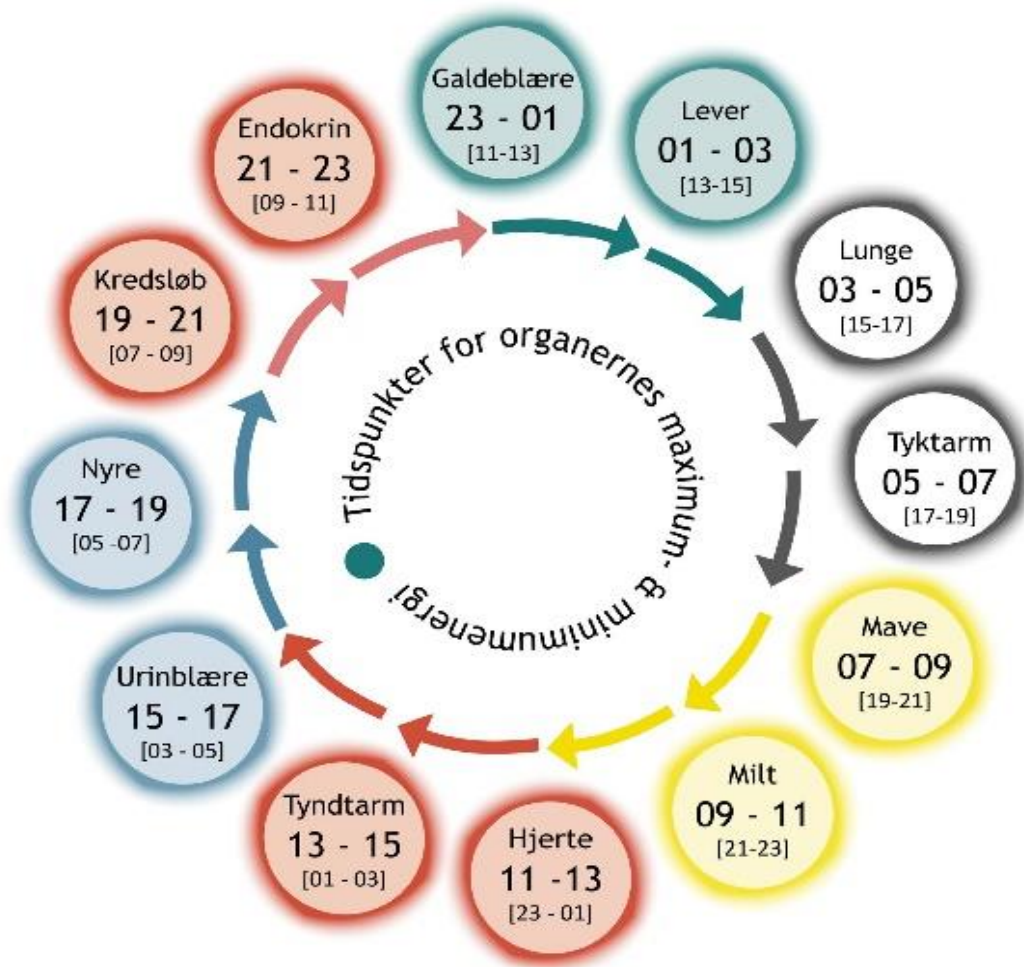 Galdeblære
23 - 01
[11-13]
Lever
01 - 03
[13-15]
Lunge
03 - 05
[15-17]
Tyktarm
05 - 07
[17-19]
Mave
07 - 09
[19-21]
Milt
09 - 11
[21-23]
Hjerte
11 -13
[23 - 01]
Tyndtarm
13 - 15
[01 - 03]
Urinblære
15 - 17
[03 - 05]
Nyre
17 - 19
[05 -07]
Kredsløb
19 - 21
[07 - 09]
Endokrin
21 - 23
[09 - 11]
Tidspunkter for organernes maximum- & minimumenergi